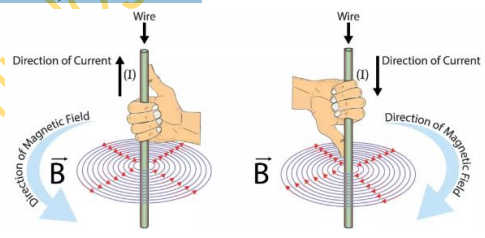 Wire
Direction of Current
(I)
Direction of Magnetic Field
B
Wire
Direction of Current
(I)
Direction of Magnetic Field
B